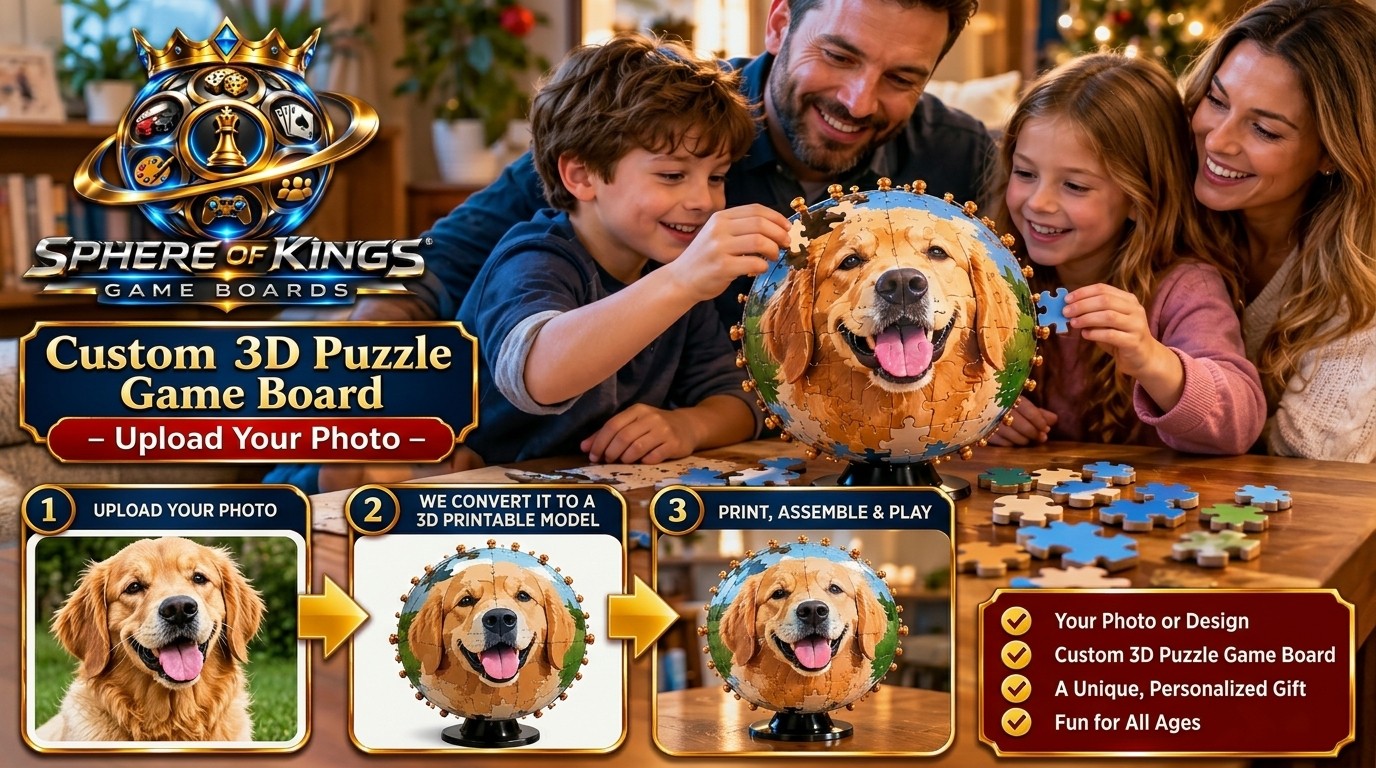 SPHERE OF KINGS®
GAME BOARDS
Custom 3D Puzzle
Game Board
– Upload Your Photo –
1 UPLOAD YOUR PHOTO
2 WE CONVERT IT TO A
3D PRINTABLE MODEL
3 PRINT, ASSEMBLE & PLAY
Your Photo or Design
Custom 3D Puzzle Game Board
A Unique, Personalized Gift
Fun for All Ages